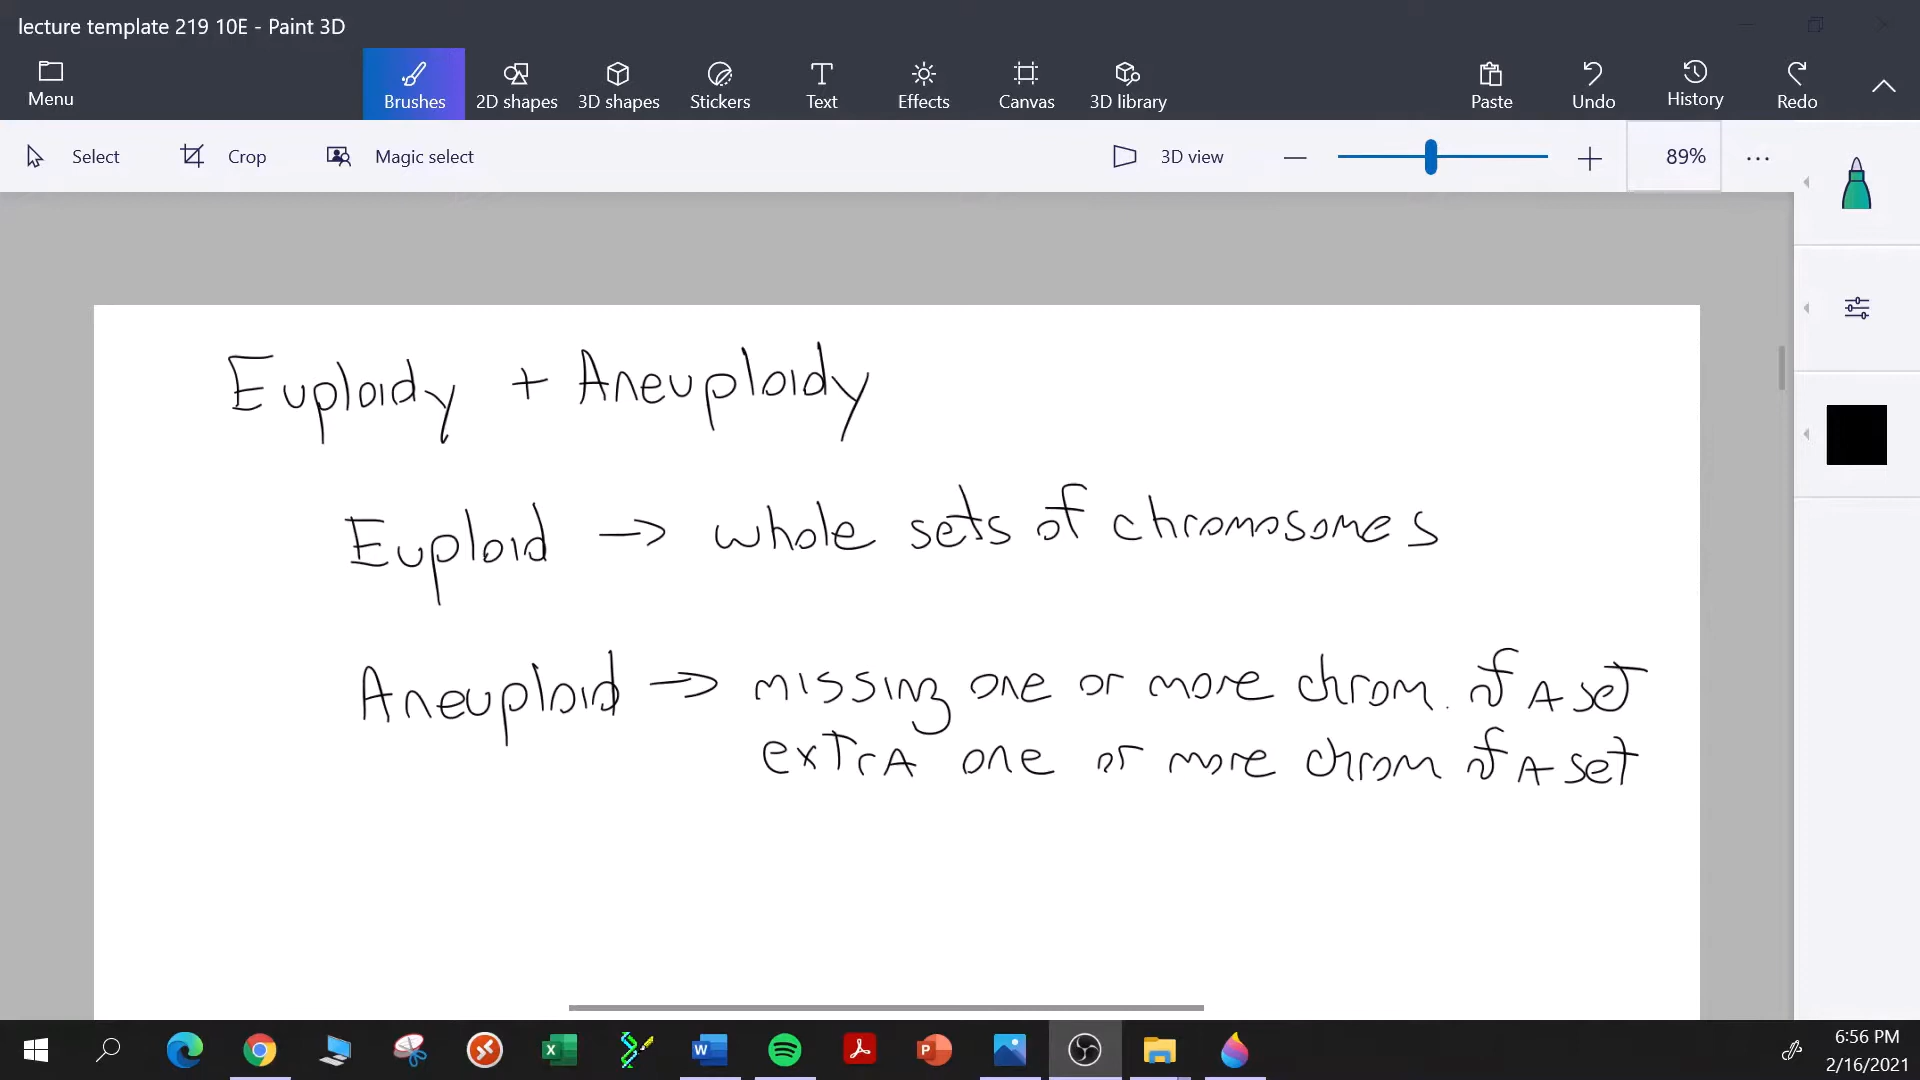 lecture template 219 10E - Paint 3D
Menu
Brushes
2D shapes
3D shapes
Stickers
Text
Effects
Canvas
3D library
Paste
Undo
History
Redo
Select
Crop
Magic select
3D view
89%
Euploidy + Aneuploidy
Euploid → whole sets of chromosomes
Aneuploid → missing one or more chrom. of A set
extrA one or more chrom of A set
6:56 PM
2/16/2021